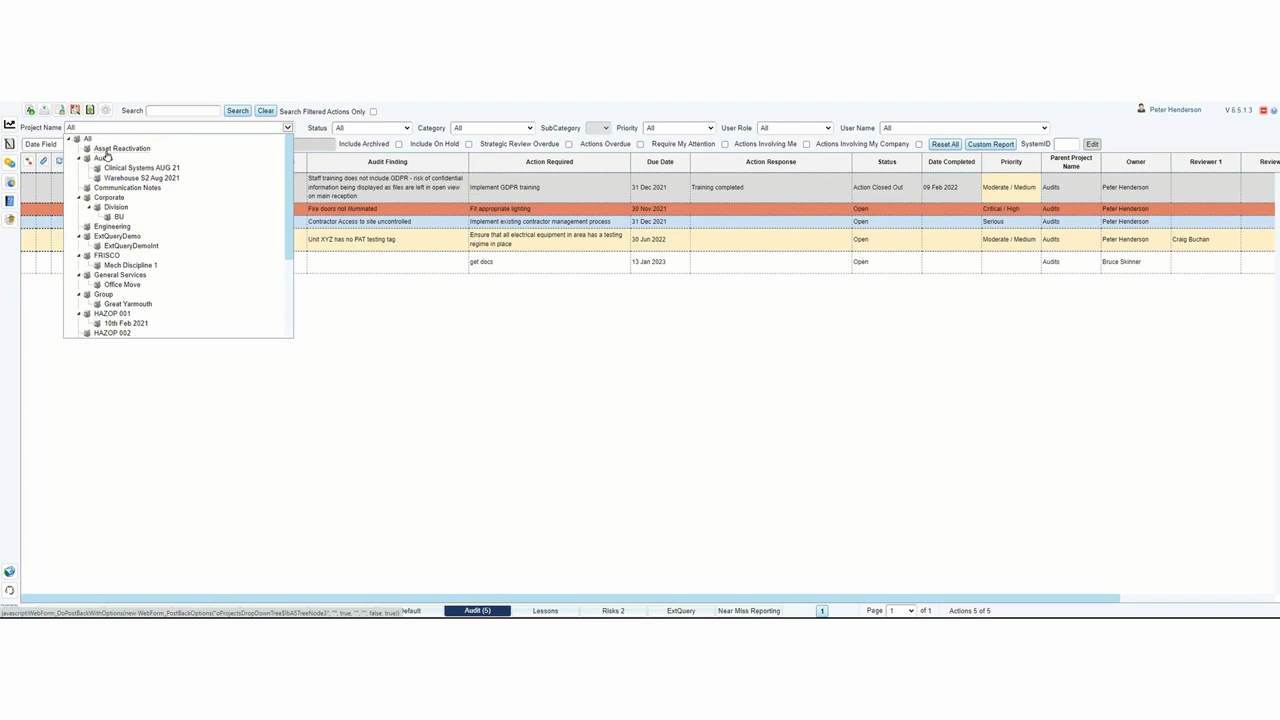 Search Search Clear Search Filtered Actions Only Peter Henderson V 6.5.1.3
Project Name All Status All Category All SubCategory Priority All User Role All User Name All
Date Field Include Archived Include On Hold Strategic Review Overdue Actions Overdue Require My Attention Actions Involving Me Actions Involving My Company Reset All Custom Report SystemID Edit
All
Asset Reactivation
Clinical Systems AUG 21
Warehouse S2 Aug 2021
Communication Notes
Corporate
Division
BU
Engineering
ExtQueryDemo
ExtQueryDemoInt
FRISCO
Mech Discipline 1
General Services
Office Move
Group
Great Yarmouth
HAZOP 001
10th Feb 2021
HAZOP 002
Audit Finding Action Required Due Date Action Response Status Date Completed Priority Parent Project Name Owner Reviewer 1 Review
Staff training does not include GDPR - risk of confidential
information being displayed as files are left in open view
on main reception
Implement GDPR training 31 Dec 2021 Training completed Action Closed Out 09 Feb 2022 Moderate / Medium Audits Peter Henderson
Fire doors not illuminated Fit appropriate lighting 30 Nov 2021 Open Critical / High Audits Peter Henderson
Contractor Access to site uncontrolled Implement existing contractor management process 31 Dec 2021 Open Serious Audits Peter Henderson
Unit XYZ has no PAT testing tag Ensure that all electrical equipment in area has a testing
regime in place
30 Jun 2022 Open Moderate / Medium Audits Peter Henderson Craig Buchan
get docs 13 Jan 2023 Open Audits Bruce Skinner
javascript:WebForm_DoPostBackWithOptions(new WebForm_PostBackOptions("oProjectsDropDownTree$lbASTreeNode3", "", true, "", "", false, true))
efault Audit (5) Lessons Risks 2 ExtQuery Near Miss Reporting 1 Page 1 of 1 Actions 5 of 5